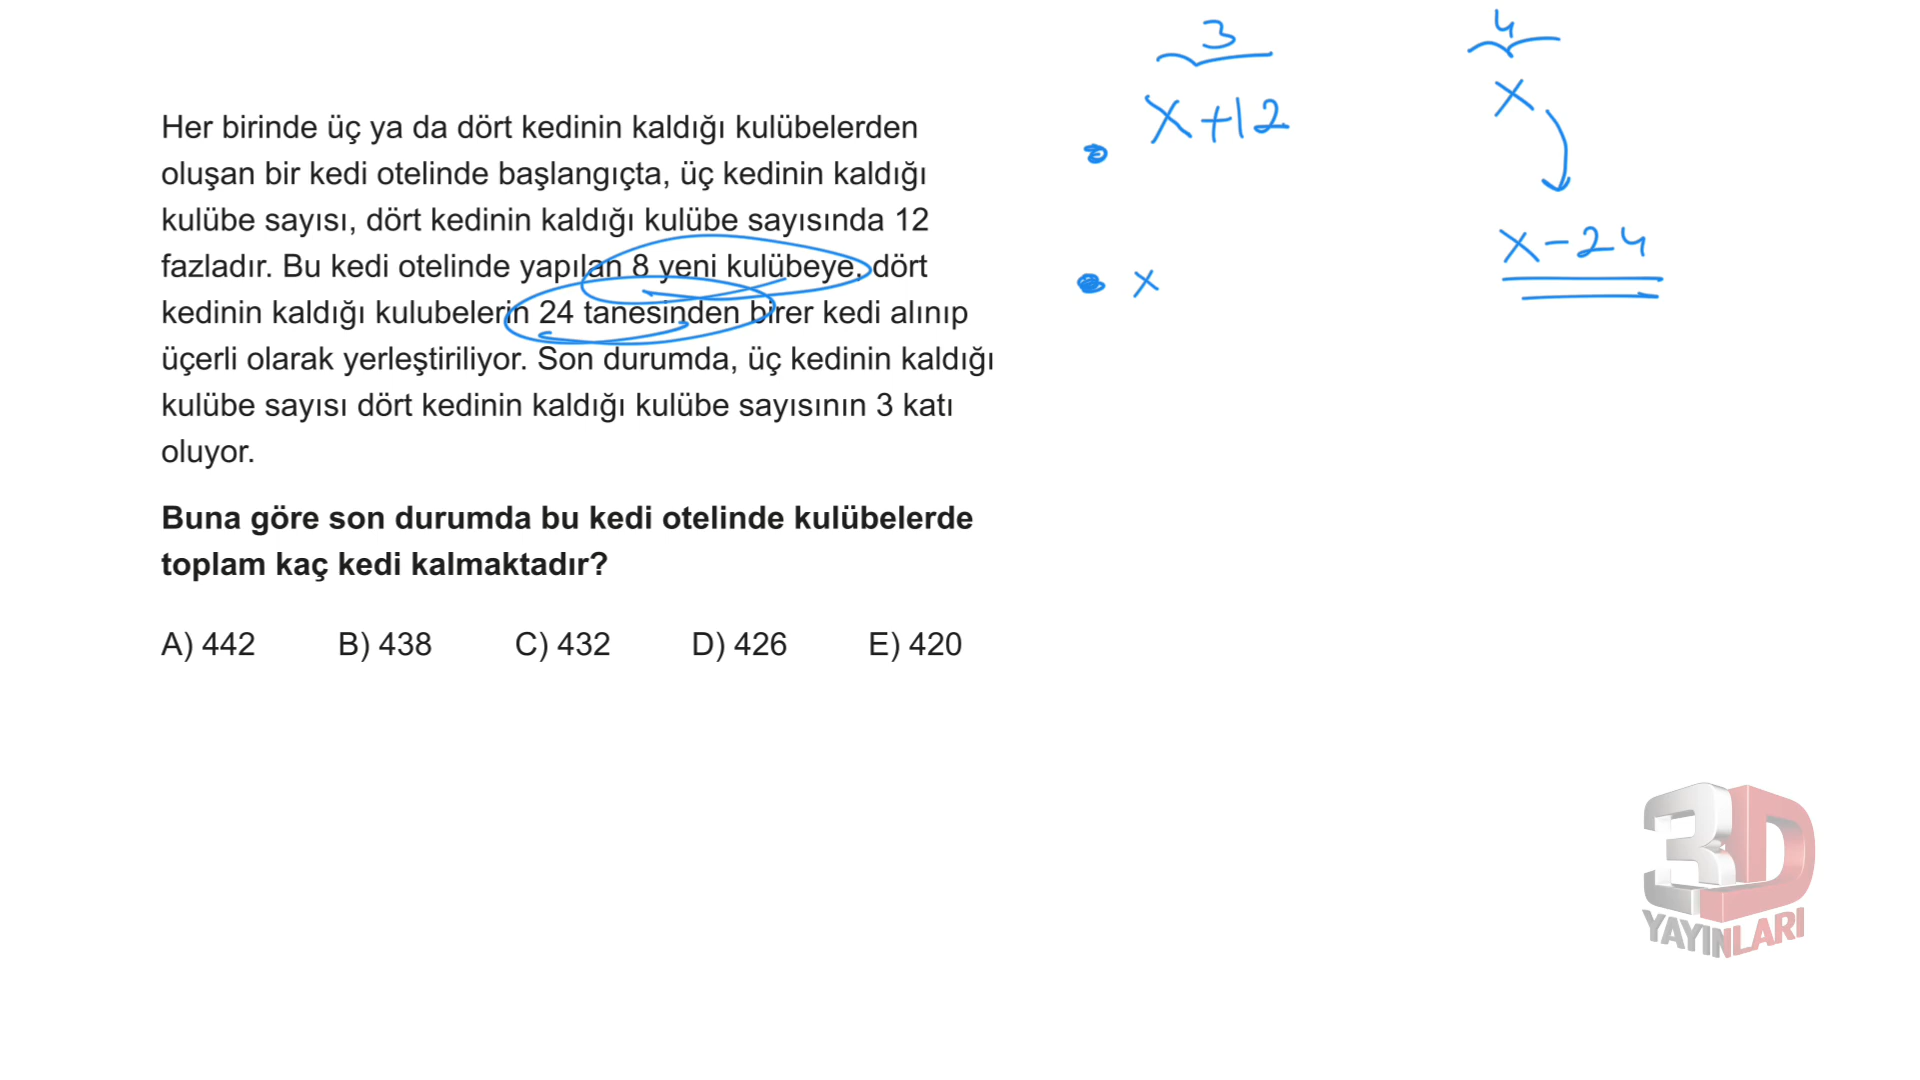 Her birinde üç ya da dört kedinin kaldığı kulübelerden
oluşan bir kedi otelinde başlangıçta, üç kedinin kaldığı
kulübe sayısı, dört kedinin kaldığı kulübe sayısında 12
fazladır. Bu kedi otelinde yapılan 8 yeni kulübeye, dört
kedinin kaldığı kulubelerin 24 tanesinden birer kedi alınıp
üçerli olarak yerleştiriliyor. Son durumda, üç kedinin kaldığı
kulübe sayısı dört kedinin kaldığı kulübe sayısının 3 katı
oluyor.
Buna göre son durumda bu kedi otelinde kulübelerde
toplam kaç kedi kalmaktadır?
A) 442 B) 438 C) 432 D) 426 E) 420
3 4
x+12 x
x x-24
3D
YAYINLARI